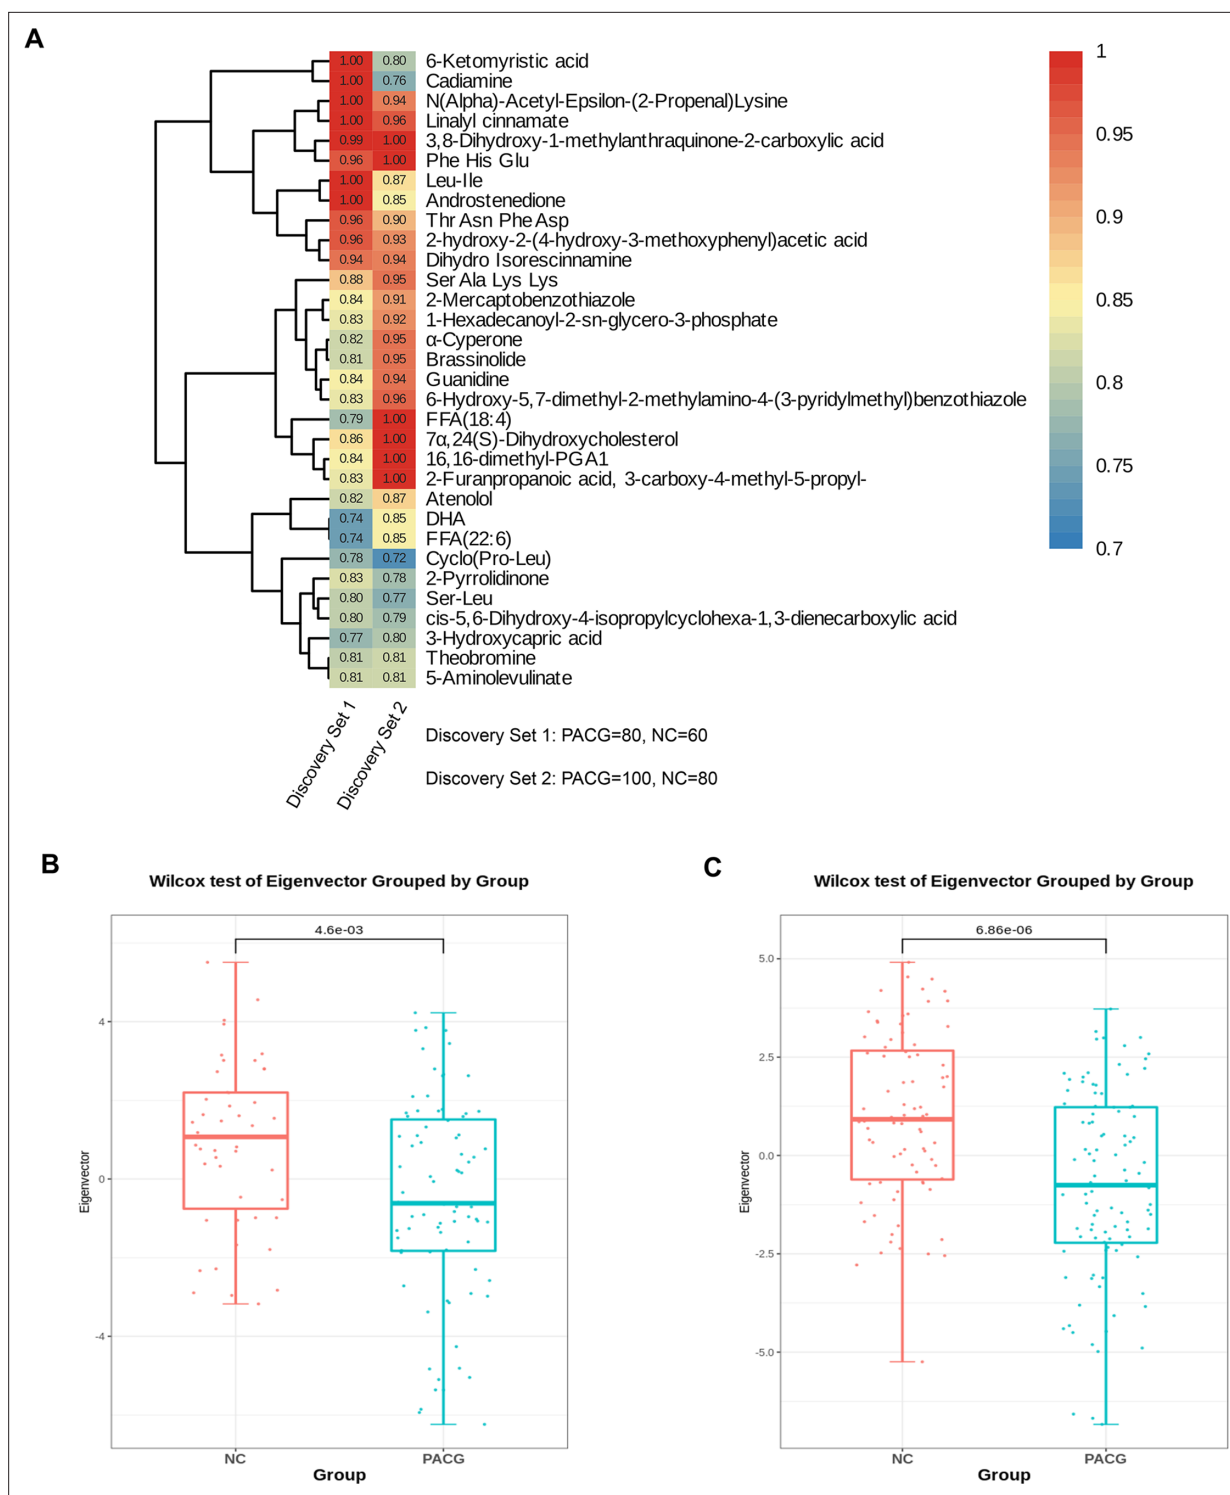 A
1.00 0.80 6-Ketomyristic acid
1.00 0.76 Cadiamine
1.00 0.94 N(Alpha)-Acetyl-Epsilon-(2-Propenal)Lysine
1.00 0.96 Linalyl cinnamate
0.99 1.00 3,8-Dihydroxy-1-methylanthraquinone-2-carboxylic acid
0.96 1.00 Phe His Glu
1.00 0.87 Leu-Ile
1.00 0.85 Androstenedione
0.96 0.90 Thr Asn Phe Asp
0.96 0.93 2-hydroxy-2-(4-hydroxy-3-methoxyphenyl)acetic acid
0.94 0.94 Dihydro Isorescinnamine
0.88 0.95 Ser Ala Lys Lys
0.84 0.91 2-Mercaptobenzothiazole
0.83 0.92 1-Hexadecanoyl-2-sn-glycero-3-phosphate
0.82 0.95 α-Cyperone
0.81 0.95 Brassinolide
0.84 0.94 Guanidine
0.83 0.96 6-Hydroxy-5,7-dimethyl-2-methylamino-4-(3-pyridylmethyl)benzothiazole
0.79 1.00 FFA(18:4)
0.86 1.00 7α,24(S)-Dihydroxycholesterol
0.84 1.00 16,16-dimethyl-PGA1
0.83 1.00 2-Furanpropanoic acid, 3-carboxy-4-methyl-5-propyl-
0.82 0.87 Atenolol
0.74 0.85 DHA
0.74 0.85 FFA(22:6)
0.78 0.72 Cyclo(Pro-Leu)
0.83 0.78 2-Pyrrolidinone
0.80 0.77 Ser-Leu
0.80 0.79 cis-5,6-Dihydroxy-4-isopropylcyclohexa-1,3-dienecarboxylic acid
0.77 0.80 3-Hydroxycapric acid
0.81 0.81 Theobromine
0.81 0.81 5-Aminolevulinate
1
0.95
0.9
0.85
0.8
0.75
0.7
Discovery Set 1
Discovery Set 2
Discovery Set 1: PACG=80, NC=60
Discovery Set 2: PACG=100, NC=80
B
Wilcox test of Eigenvector Grouped by Group
4.6e-03
4
0
-4
Eigenvector
NC PACG
Group
C
Wilcox test of Eigenvector Grouped by Group
6.86e-06
5.0
2.5
0.0
-2.5
-5.0
Eigenvector
NC PACG
Group